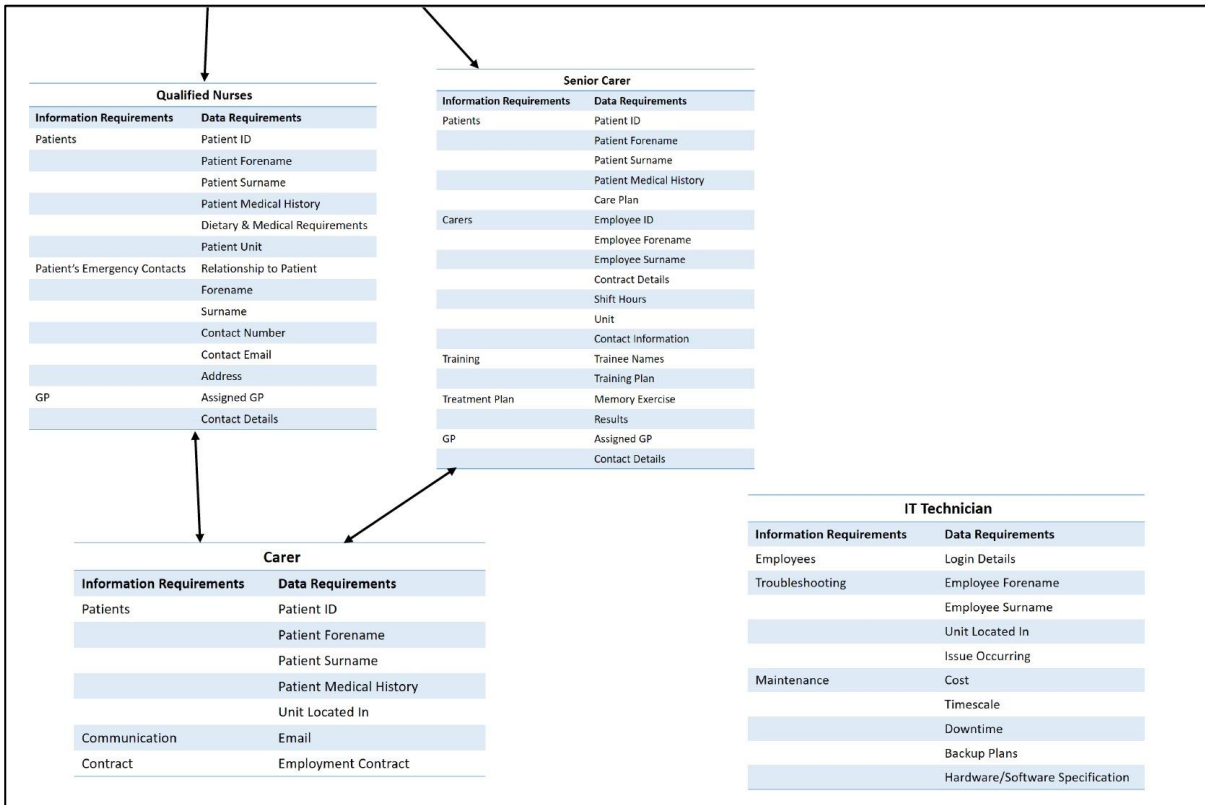 Qualified Nurses
Information Requirements Data Requirements
Patients Patient ID
Patient Forename
Patient Surname
Patient Medical History
Dietary & Medical Requirements
Patient Unit
Patient's Emergency Contacts Relationship to Patient
Forename
Surname
Contact Number
Contact Email
Address
GP Assigned GP
Contact Details
Senior Carer
Information Requirements Data Requirements
Patients Patient ID
Patient Forename
Patient Surname
Patient Medical History
Care Plan
Carers Employee ID
Employee Forename
Employee Surname
Contract Details
Shift Hours
Unit
Contact Information
Training Trainee Names
Training Plan
Treatment Plan Memory Exercise
Results
GP Assigned GP
Contact Details
Carer
Information Requirements Data Requirements
Patients Patient ID
Patient Forename
Patient Surname
Patient Medical History
Unit Located In
Communication Email
Contract Employment Contract
IT Technician
Information Requirements Data Requirements
Employees Login Details
Troubleshooting Employee Forename
Employee Surname
Unit Located In
Issue Occurring
Maintenance Cost
Timescale
Downtime
Backup Plans
Hardware/Software Specification